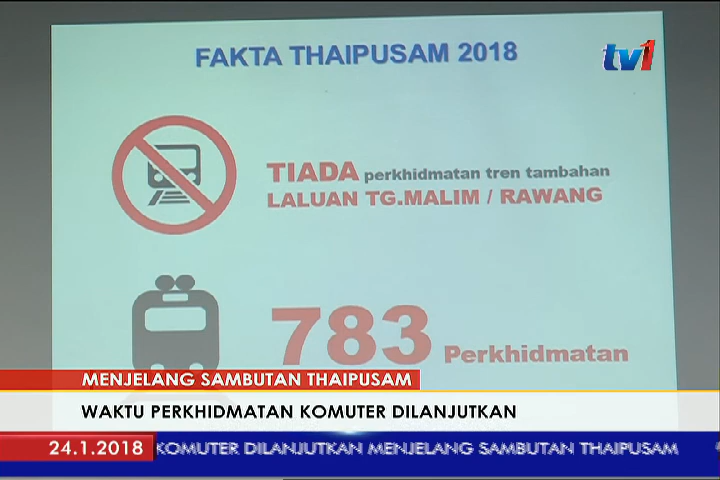 FAKTA THAIPUSAM 2018
tv1
TIADA perkhidmatan tren tambahan
LALUAN TG.MALIM / RAWANG
783 Perkhidmatan
MENJELANG SAMBUTAN THAIPUSAM
WAKTU PERKHIDMATAN KOMUTER DILANJUTKAN
24.1.2018 KOMUTER DILANJUTKAN MENJELANG SAMBUTAN THAIPUSAM